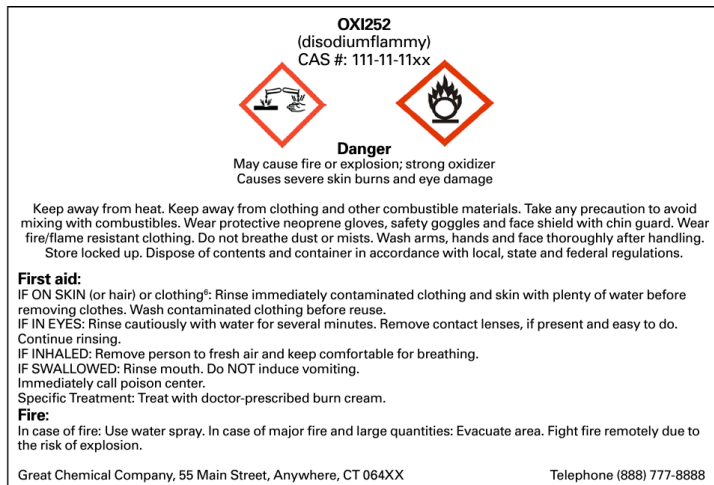 OXI252
(disodiumflammy)
CAS #: 111-11-11xx
Danger
May cause fire or explosion; strong oxidizer
Causes severe skin burns and eye damage
Keep away from heat. Keep away from clothing and other combustible materials. Take any precaution to avoid
mixing with combustibles. Wear protective neoprene gloves, safety goggles and face shield with chin guard. Wear
fire/flame resistant clothing. Do not breathe dust or mists. Wash arms, hands and face thoroughly after handling.
Store locked up. Dispose of contents and container in accordance with local, state and federal regulations.
First aid:
IF ON SKIN (or hair) or clothing⁶: Rinse immediately contaminated clothing and skin with plenty of water before
removing clothes. Wash contaminated clothing before reuse.
IF IN EYES: Rinse cautiously with water for several minutes. Remove contact lenses, if present and easy to do.
Continue rinsing.
IF INHALED: Remove person to fresh air and keep comfortable for breathing.
IF SWALLOWED: Rinse mouth. Do NOT induce vomiting.
Immediately call poison center.
Specific Treatment: Treat with doctor-prescribed burn cream.
Fire:
In case of fire: Use water spray. In case of major fire and large quantities: Evacuate area. Fight fire remotely due to
the risk of explosion.
Great Chemical Company, 55 Main Street, Anywhere, CT 064XX Telephone (888) 777-8888